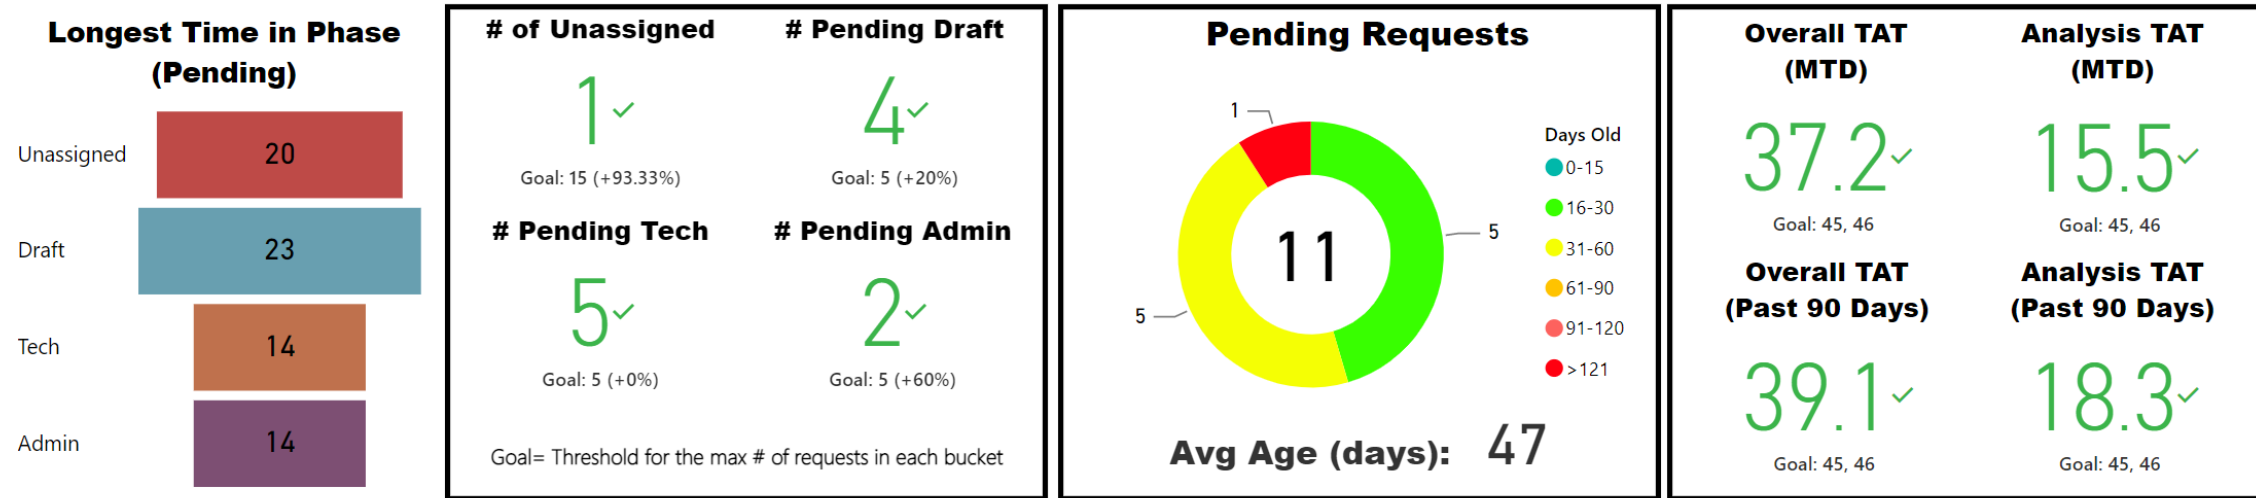 Longest Time in Phase
(Pending)
Unassigned
20
Draft
23
Tech
14
Admin
14
# of Unassigned
1
Goal: 15 (+93.33%)
# Pending Draft
4
Goal: 5 (+20%)
# Pending Tech
5
Goal: 5 (+0%)
# Pending Admin
2
Goal: 5 (+60%)
Goal= Threshold for the max # of requests in each bucket
Pending Requests
1
5
5
11
Days Old
0-15
16-30
31-60
61-90
91-120
>121
Avg Age (days): 47
Overall TAT
(MTD)
37.2
Goal: 45, 46
Analysis TAT
(MTD)
15.5
Goal: 45, 46
Overall TAT
(Past 90 Days)
39.1
Goal: 45, 46
Analysis TAT
(Past 90 Days)
18.3
Goal: 45, 46